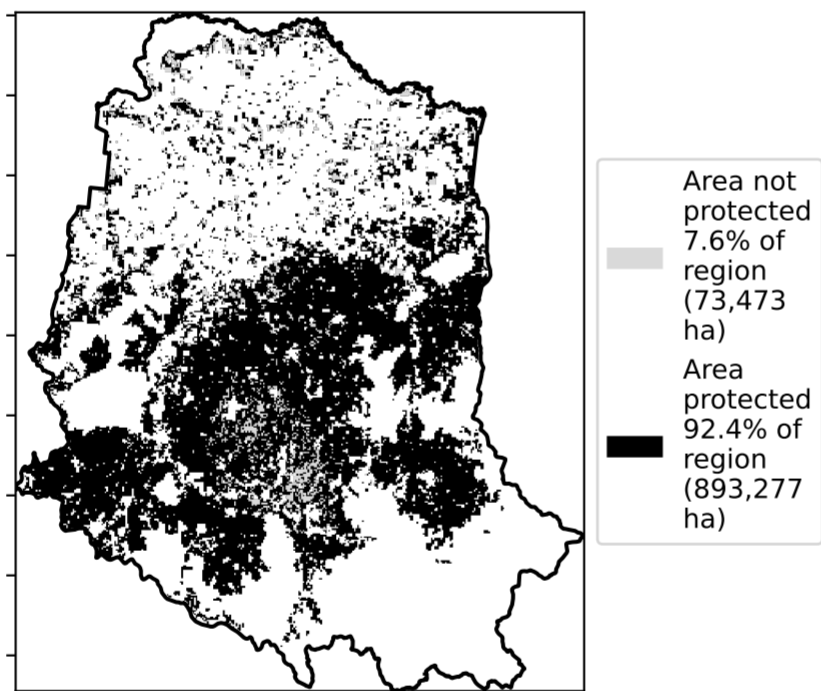 Area not
protected
7.6% of
region
(73,473
ha)
Area
protected
92.4% of
region
(893,277
ha)